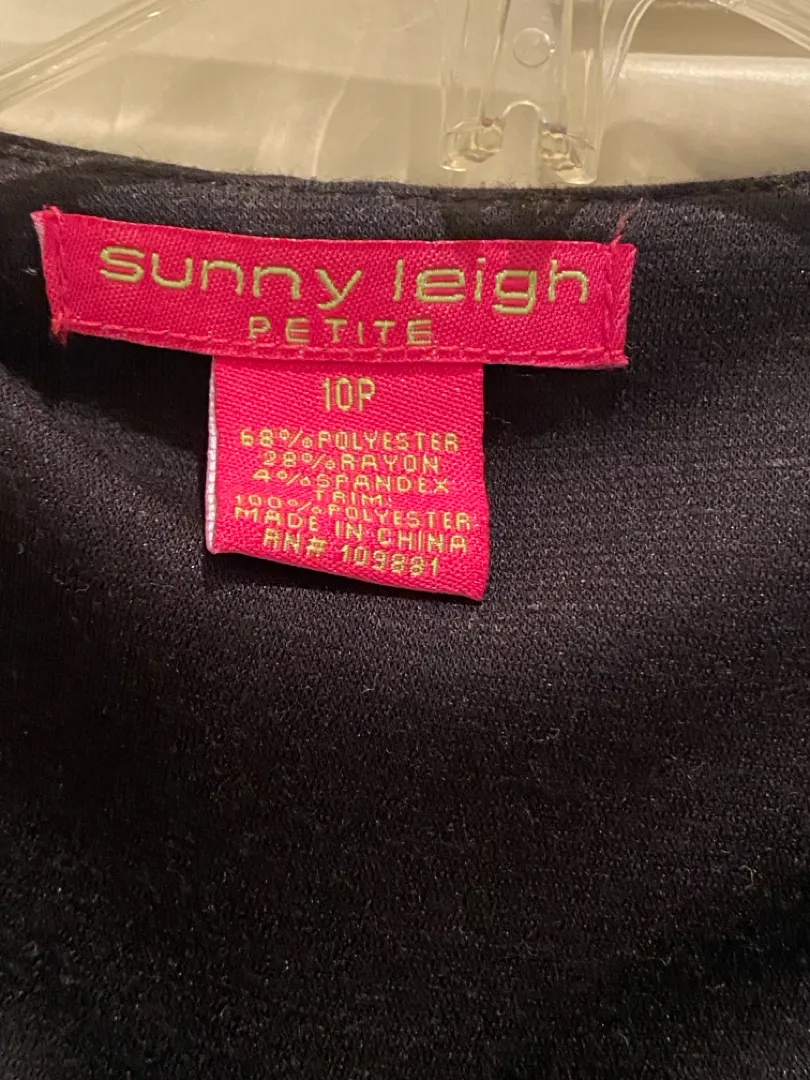 sunny leigh
PETITE
10P
68%POLYESTER
28%RAYON
4%SPANDEX
TRIM:
100%POLYESTER
MADE IN CHINA
RN# 109881